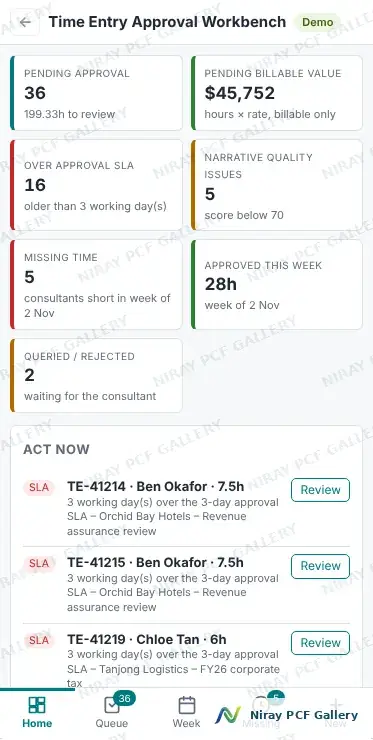 Time Entry Approval Workbench Demo
PENDING APPROVAL
36
199.33h to review
PENDING BILLABLE VALUE
$45,752
hours × rate, billable only
OVER APPROVAL SLA
16
older than 3 working day(s)
NARRATIVE QUALITY
ISSUES
5
score below 70
MISSING TIME
5
consultants short in week of
2 Nov
APPROVED THIS WEEK
28h
week of 2 Nov
QUERIED / REJECTED
2
waiting for the consultant
ACT NOW
SLA
TE-41214 · Ben Okafor · 7.5h
3 working day(s) over the 3-day approval
SLA – Orchid Bay Hotels – Revenue
assurance review
Review
SLA
TE-41215 · Ben Okafor · 7.5h
3 working day(s) over the 3-day approval
SLA – Orchid Bay Hotels – Revenue
assurance review
Review
SLA
TE-41219 · Chloe Tan · 6h
3 working day(s) over the 3-day approval
SLA – Tanjong Logistics – FY26 corporate
tax
Review
Home
36
Queue
Week
5
Missing
New
Niray PCF Gallery
NIRAY PCF GALLERY